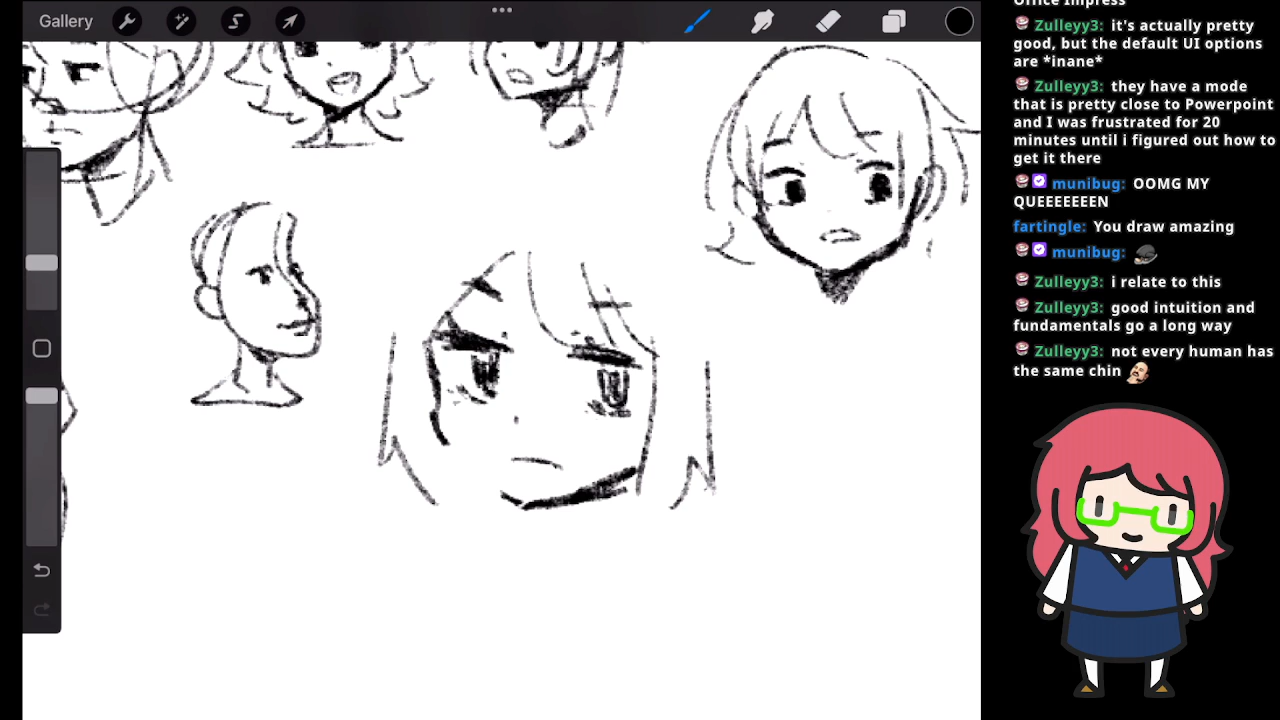 Gallery
Office Impress
Zulleyy3: it's actually pretty
good, but the default UI options
are *inane*
Zulleyy3: they have a mode
that is pretty close to Powerpoint
and I was frustrated for 20
minutes until i figured out how to
get it there
munibug: OOMG MY
QUEEEEEEN
fartingle: You draw amazing
munibug:
Zulleyy3: i relate to this
Zulleyy3: good intuition and
fundamentals go a long way
Zulleyy3: not every human has
the same chin